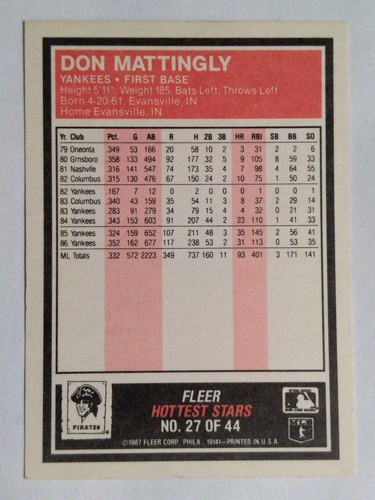 DON MATTINGLY
YANKEES • FIRST BASE
Height 5'11", Weight 185, Bats Left, Throws Left
Born 4-20-61, Evansville, IN
Home Evansville, IN
Yr. Club Pct. G AB R H 2B 3B HR RBI SB BB SO
79 Oneonta .349 53 166 20 58 10 2 3 31 2 2 6
80 Grnsboro .358 133 494 92 177 32 5 9 105 8 59 33
81 Nashville .316 141 547 74 173 35 4 7 98 4 64 55
82 Columbus .315 130 476 67 150 24 2 10 75 1 50 24
82 Yankees .167 7 12 0 2 0 0 0 1 0 0 1
83 Columbus .340 43 159 35 54 11 3 8 37 2 29 14
83 Yankees .283 91 279 34 79 15 4 4 32 0 21 31
84 Yankees .343 153 603 91 207 44 2 23 110 1 41 33
85 Yankees .324 159 652 107 211 48 3 35 145 2 56 41
86 Yankees .352 162 677 117 238 53 2 31 113 0 53 35
ML Totals .332 572 2223 349 737 160 11 93 401 3 171 141
PIRATES
FLEER
HOTTEST STARS
NO. 27 OF 44
©1987 FLEER CORP. PHILA. 19141—PRINTED IN U.S.A.